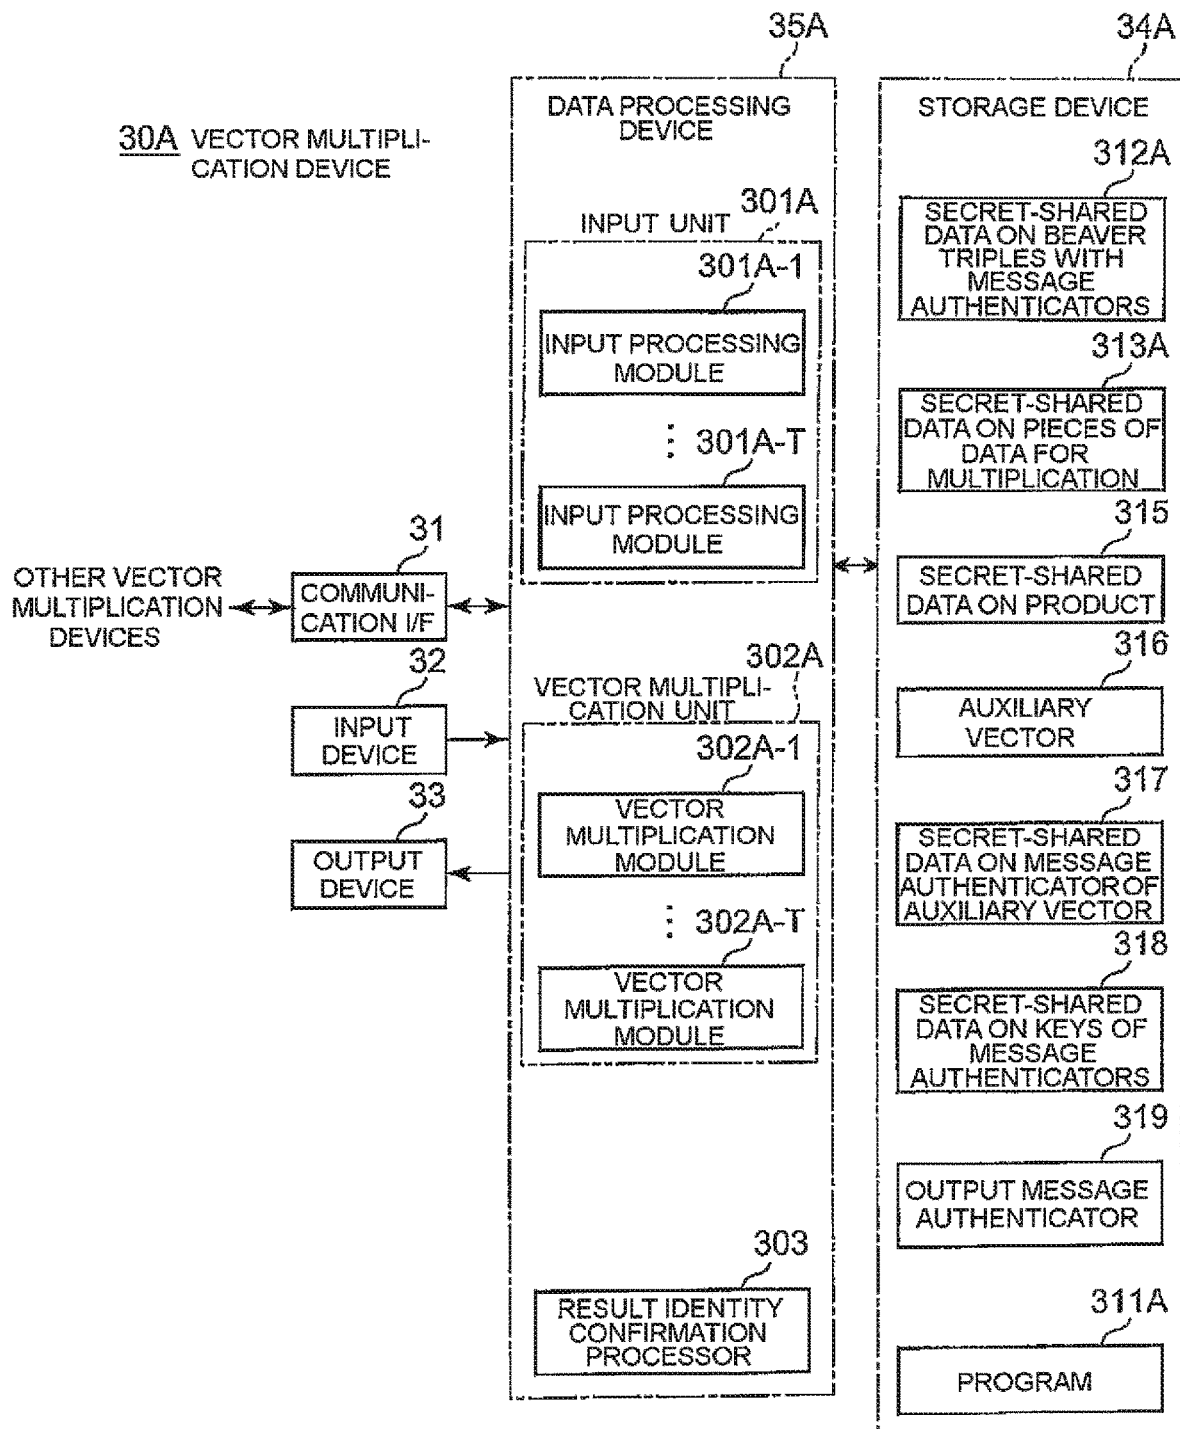 35A
34A
30A VECTOR MULTIPLI-
CATION DEVICE
DATA PROCESSING
DEVICE
INPUT UNIT
301A
301A-1
INPUT PROCESSING
MODULE
301A-T
INPUT PROCESSING
MODULE
OTHER VECTOR
MULTIPLICATION
DEVICES
31
COMMUNI-
CATION I/F
32
INPUT
DEVICE
33
OUTPUT
DEVICE
302A
VECTOR MULTIPLI-
CATION UNIT
302A-1
VECTOR
MULTIPLICATION
MODULE
302A-T
VECTOR
MULTIPLICATION
MODULE
303
RESULT IDENTITY
CONFIRMATION
PROCESSOR
STORAGE DEVICE
312A
SECRET-SHARED
DATA ON BEAVER
TRIPLES WITH
MESSAGE
AUTHENTICATORS
313A
SECRET-SHARED
DATA ON PIECES OF
DATA FOR
MULTIPLICATION
315
SECRET-SHARED
DATA ON PRODUCT
316
AUXILIARY
VECTOR
317
SECRET-SHARED
DATA ON MESSAGE
AUTHENTICATOR OF
AUXILIARY VECTOR
318
SECRET-SHARED
DATA ON KEYS OF
MESSAGE
AUTHENTICATORS
319
OUTPUT MESSAGE
AUTHENTICATOR
311A
PROGRAM